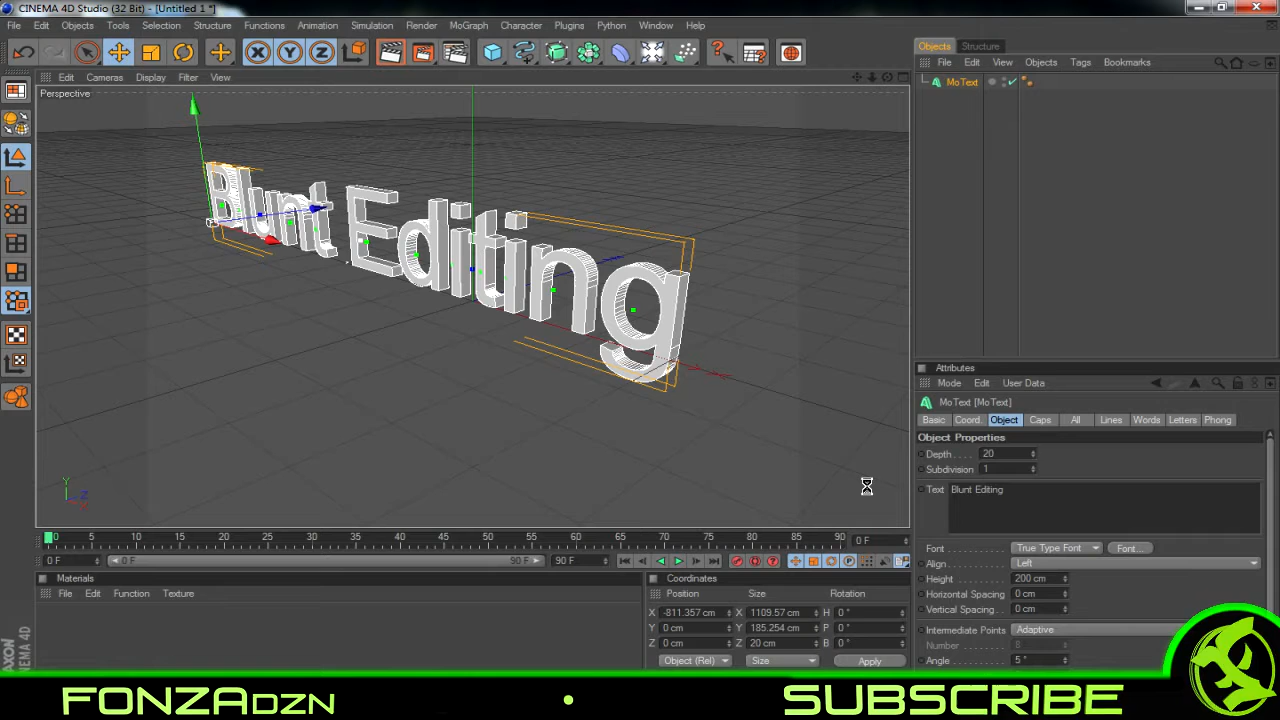 CINEMA 4D Studio (32 Bit) - [Untitled 1 *]
File Edit Objects Tools Selection Structure Functions Animation Simulation Render MoGraph Character Plugins Python Window Help
X Y Z
Edit Cameras Display Filter View
Perspective
Blunt Editing
Y Z X
0 5 10 15 20 25 30 35 40 45 50 55 60 65 70 75 80 85 90 0 F
0 F 0 F 90 F 90 F
Materials
File Edit Function Texture
Coordinates
Position Size Rotation
X -811.357 cm X 1109.57 cm H 0 °
Y 0 cm Y 185.254 cm P 0 °
Z 0 cm Z 20 cm B 0 °
Object (Rel) Size Apply
Objects Structure
File Edit View Objects Tags Bookmarks
MoText
Attributes
Mode Edit User Data
MoText [MoText]
Basic Coord. Object Caps All Lines Words Letters Phong
Object Properties
Depth . . . . 20
Subdivision 1
Text Blunt Editing
Font . . . . . . True Type Font Font...
Align . . . . . Left
Height . . . . 200 cm
Horizontal Spacing 0 cm
Vertical Spacing . . 0 cm
Intermediate Points Adaptive
Number . . 8
Angle . . . 5 °
CINEMA 4D
FONZADZN • SUBSCRIBE